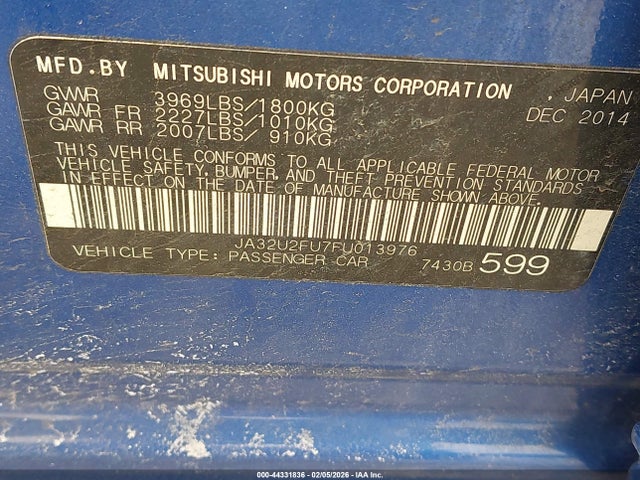 MFD.BY MITSUBISHI MOTORS CORPORATION , JAPAN
GVWR 3969LBS/1800KG DEC 2014
GAWR FR 2227LBS/1010KG
GAWR RR 2007LBS/ 910KG
THIS VEHICLE CONFORMS TO ALL APPLICABLE FEDERAL MOTOR
VEHICLE SAFETY, BUMPER, AND THEFT PREVENTION STANDARDS
IN EFFECT ON THE DATE OF MANUFACTURE SHOWN ABOVE.
JA32U2FU7FU013976
VEHICLE TYPE: PASSENGER CAR 7430B 599
000-44331836 - 02/05/2026 - IAA Inc.